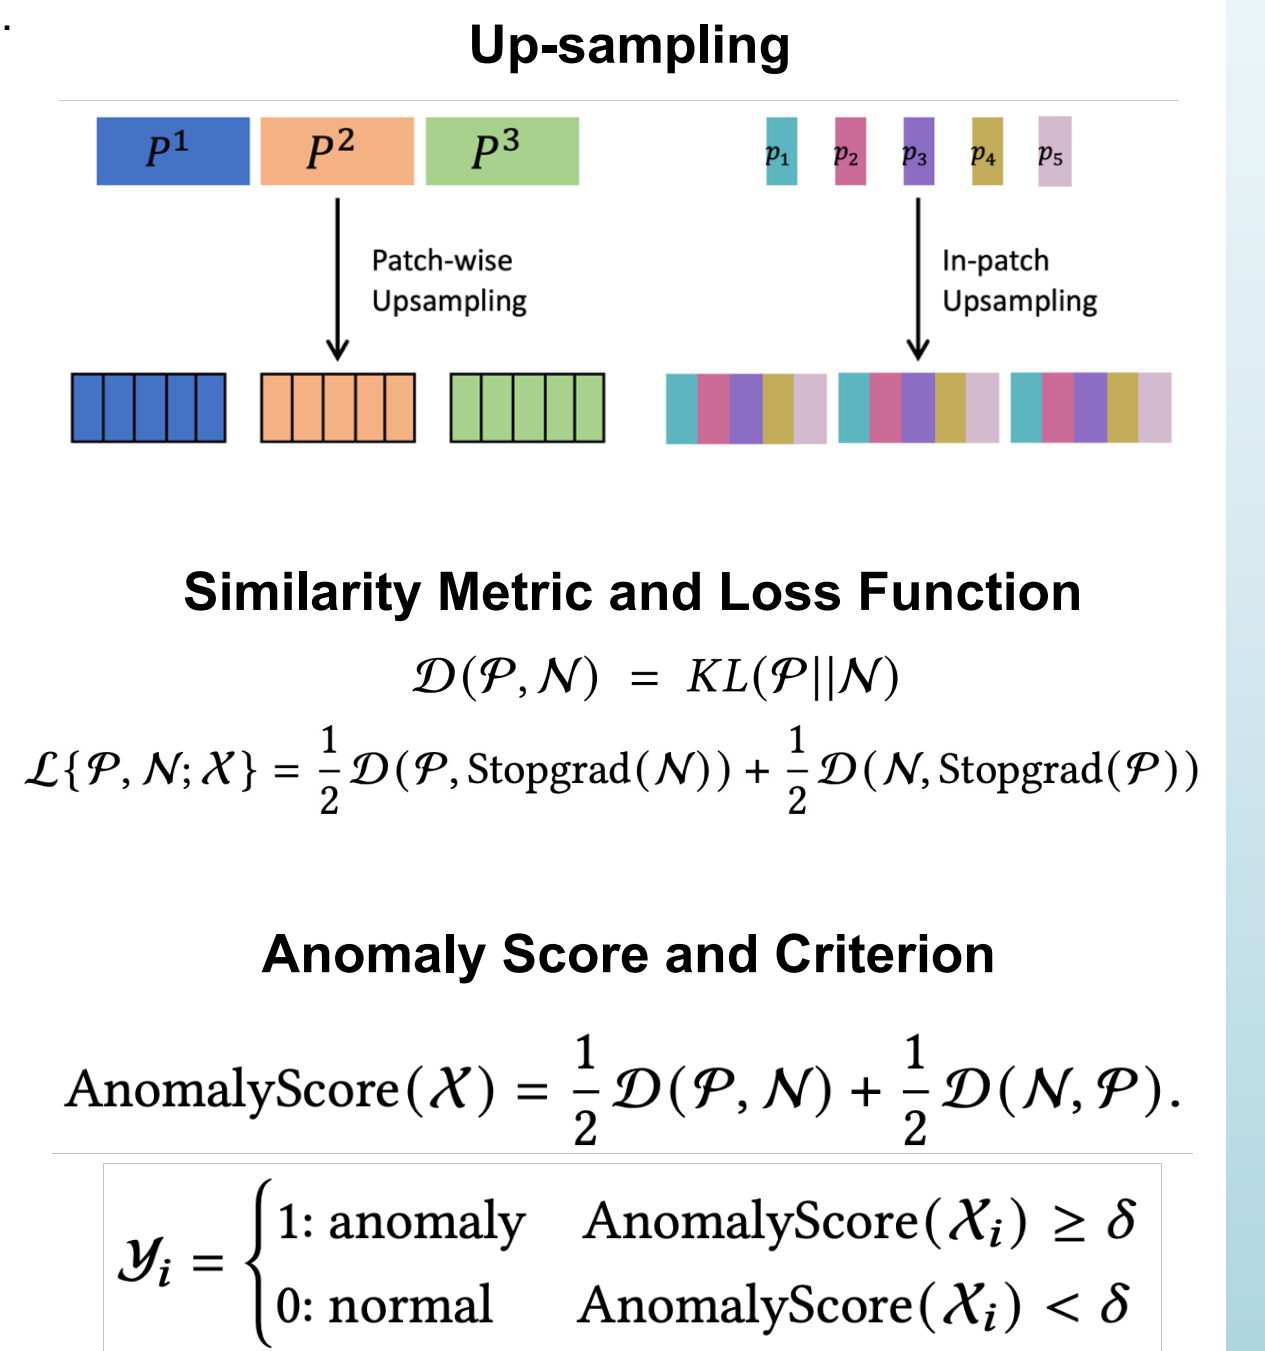 .
Up-sampling
P¹ P² P³ p₁ p₂ p₃ p₄ p₅
Patch-wise
Upsampling
In-patch
Upsampling
Similarity Metric and Loss Function
𝒟(𝒫, 𝒩) = KL(𝒫||𝒩)
ℒ{𝒫, 𝒩; 𝒳} = 1/2 𝒟(𝒫, Stopgrad(𝒩)) + 1/2 𝒟(𝒩, Stopgrad(𝒫))
Anomaly Score and Criterion
AnomalyScore(𝒳) = 1/2 𝒟(𝒫, 𝒩) + 1/2 𝒟(𝒩, 𝒫).
𝒴ᵢ = { 1: anomaly AnomalyScore(𝒳ᵢ) ≥ δ
0: normal AnomalyScore(𝒳ᵢ) < δ